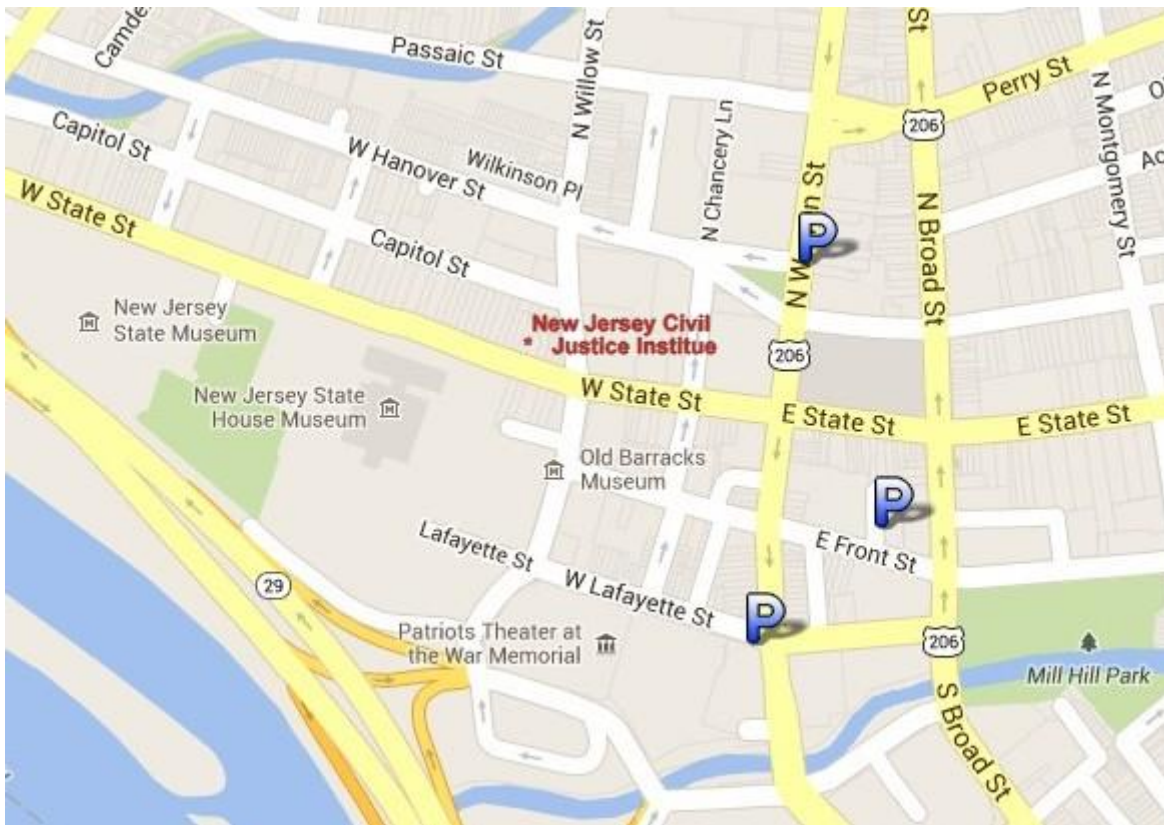 Camde
Passaic St
N Willow St
St
Perry St
206
N Montgomery St
O
Capitol St
W Hanover St
Wilkinson Pl
N Chancery Ln
Ac
W State St
Capitol St
N W
n St
P
N Broad St
New Jersey
State Museum
New Jersey Civil
* Justice Institue
206
New Jersey State
House Museum
W State St
E State St
E State St
Old Barracks
Museum
P
Lafayette St
E Front St
29
W Lafayette St
P
Patriots Theater at
the War Memorial
206
Mill Hill Park
S Broad St